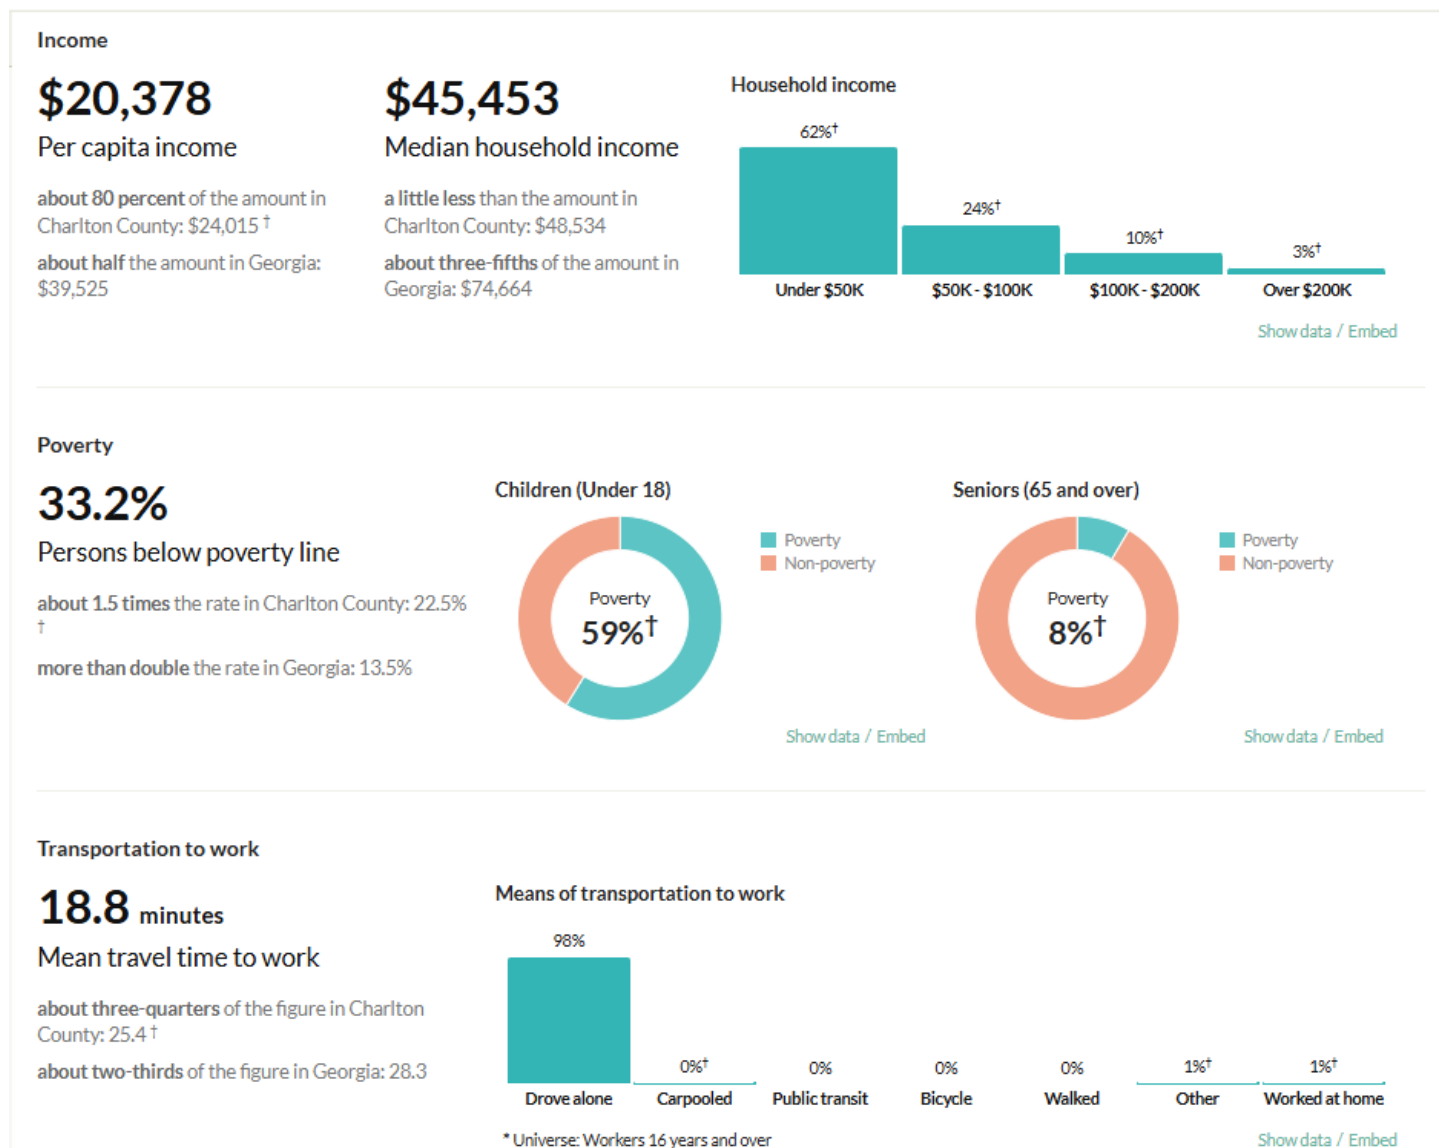 Income
$20,378
Per capita income
about 80 percent of the amount in
Charlton County: $24,015 †
about half the amount in Georgia:
$39,525
$45,453
Median household income
a little less than the amount in
Charlton County: $48,534
about three-fifths of the amount in
Georgia: $74,664
Household income
62%†
24%†
10%†
3%†
Under $50K
$50K - $100K
$100K - $200K
Over $200K
Show data / Embed
Poverty
33.2%
Persons below poverty line
about 1.5 times the rate in Charlton County: 22.5%
†
more than double the rate in Georgia: 13.5%
Children (Under 18)
Poverty
59%†
Poverty
Non-poverty
Show data / Embed
Seniors (65 and over)
Poverty
8%†
Poverty
Non-poverty
Show data / Embed
Transportation to work
18.8 minutes
Mean travel time to work
about three-quarters of the figure in Charlton
County: 25.4 †
about two-thirds of the figure in Georgia: 28.3
Means of transportation to work
98%
0%†
0%
0%
0%
1%†
1%†
Drove alone
Carpooled
Public transit
Bicycle
Walked
Other
Worked at home
* Universe: Workers 16 years and over
Show data / Embed